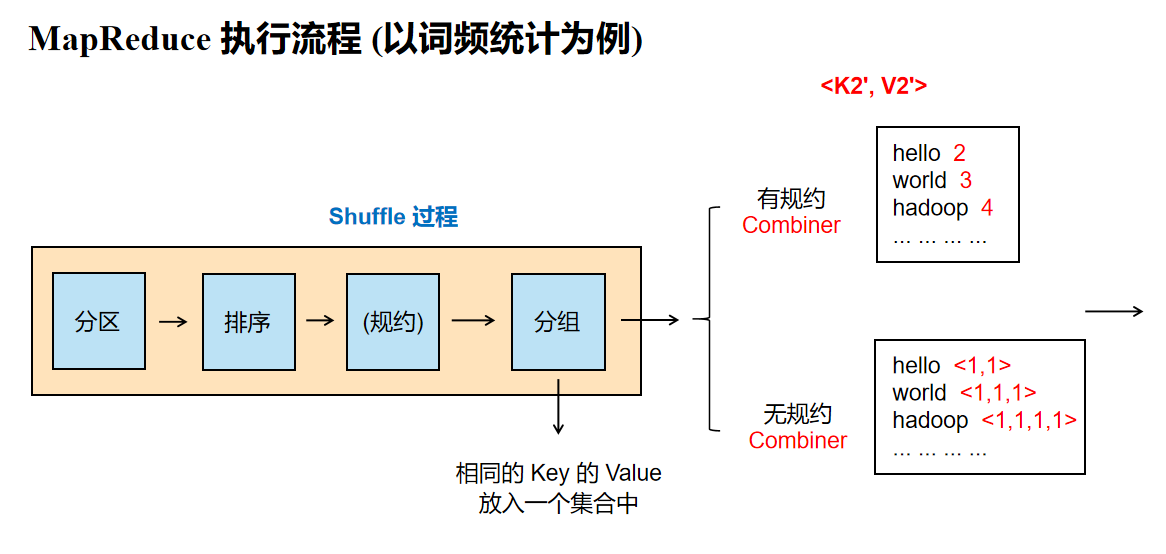 MapReduce 执行流程 (以词频统计为例)
<K2', V2'>
Shuffle 过程
分区
排序
(规约)
分组
相同的 Key 的 Value
放入一个集合中
有规约
Combiner
hello 2
world 3
hadoop 4
... ... ... ...
无规约
Combiner
hello <1,1>
world <1,1,1>
hadoop <1,1,1,1>
... ... ... ...